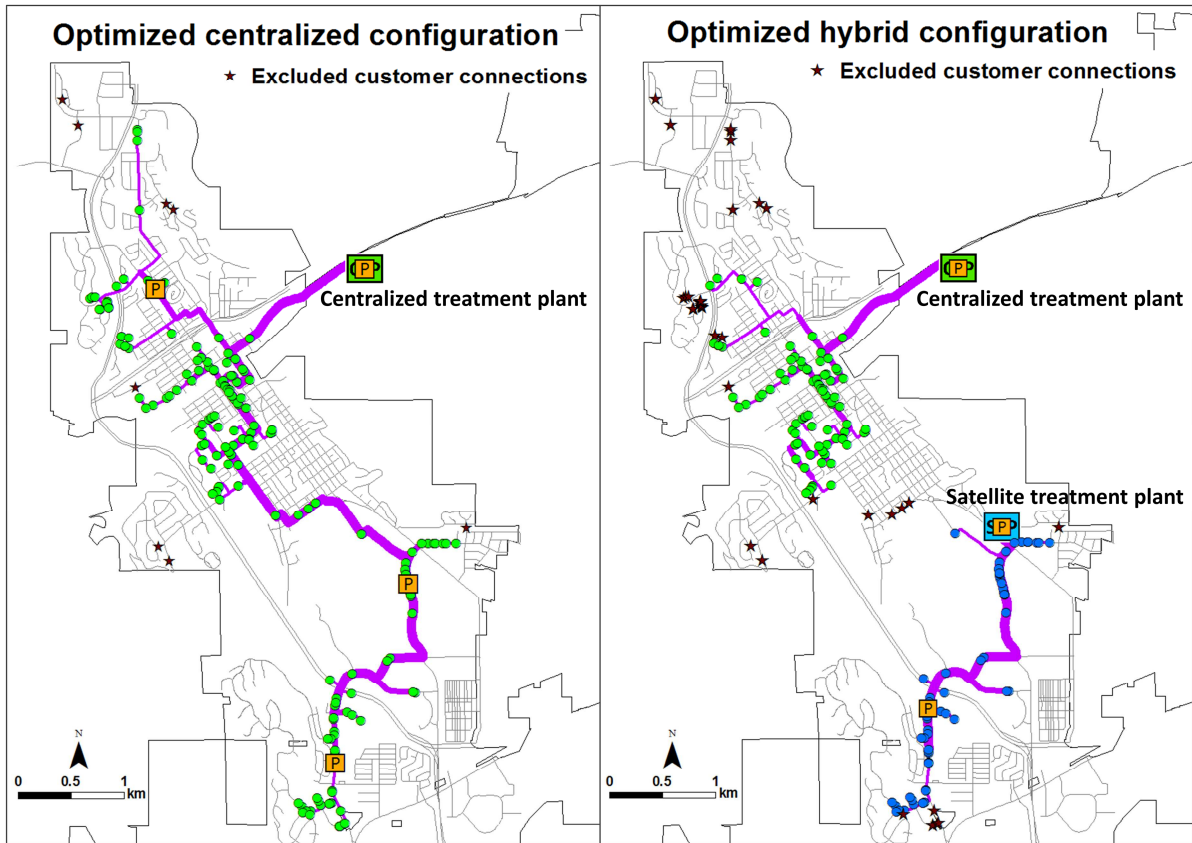 Optimized centralized configuration
Excluded customer connections
P
Centralized treatment plant
P
P
P
N
0 0.5 1
km
Optimized hybrid configuration
Excluded customer connections
P
Centralized treatment plant
Satellite treatment plant
P
P
N
0 0.5 1
km